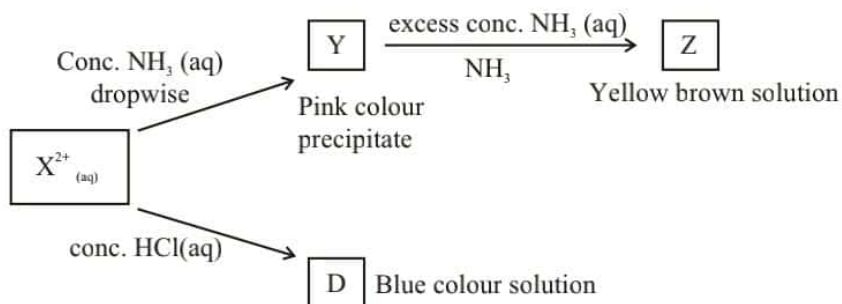 Conc. NH₃ (aq)
dropwise
Y
Pink colour
precipitate
excess conc. NH₃ (aq)
NH₃
Z
Yellow brown solution
X²⁺ (aq)
conc. HCl(aq)
D
Blue colour solution